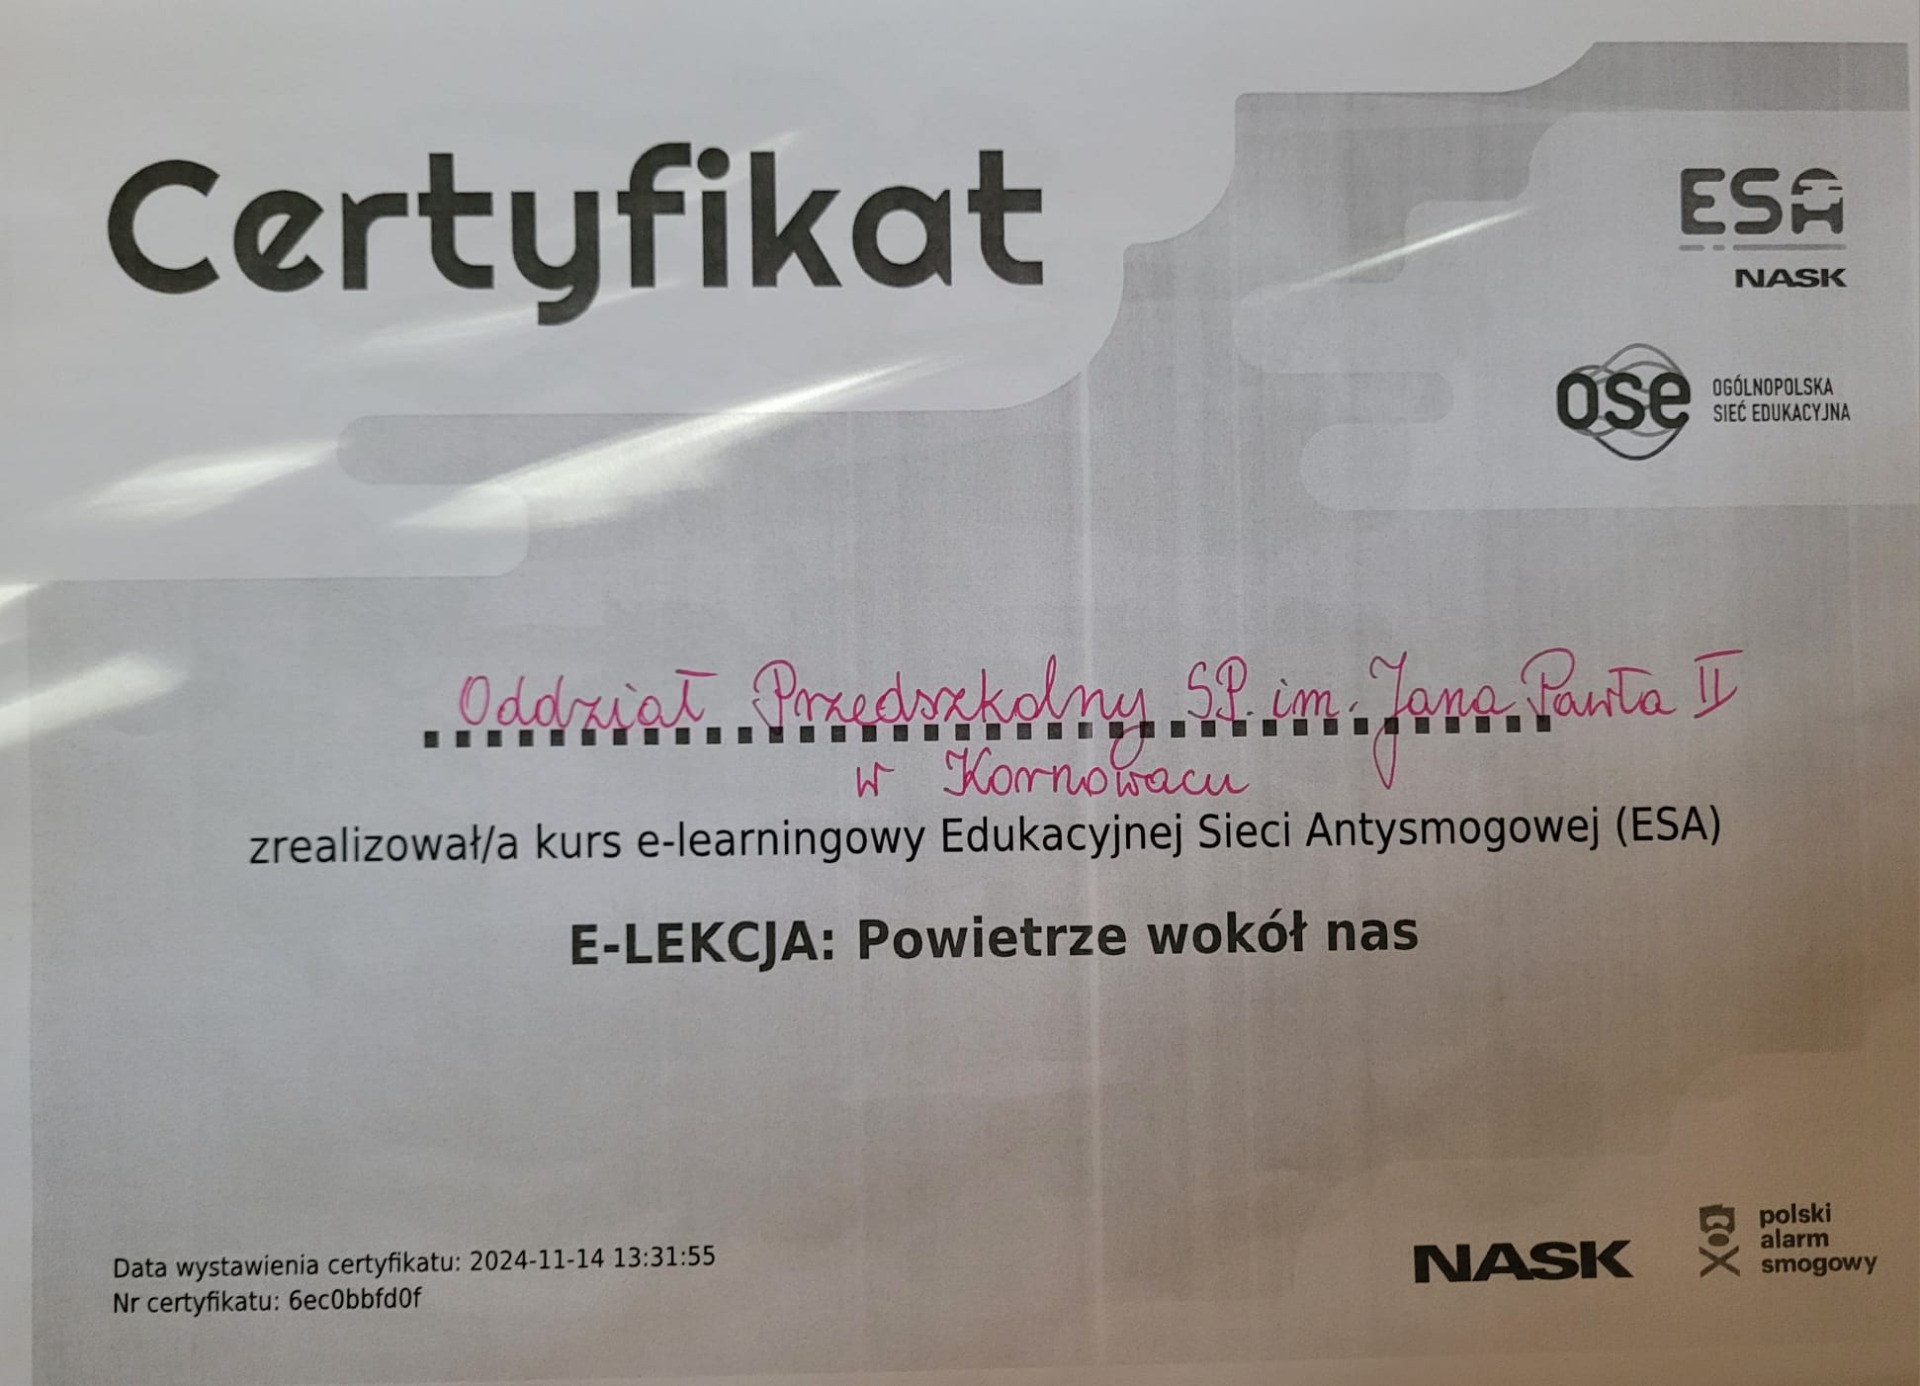 Certyfikat
ESA
NASK
ose OGÓLNOPOLSKA
SIEĆ EDUKACYJNA
Oddział Przedszkolny SP. im. Jana Pawła II
w Kornowacu
zrealizował/a kurs e-learningowy Edukacyjnej Sieci Antysmogowej (ESA)
E-LEKCJA: Powietrze wokół nas
Data wystawienia certyfikatu: 2024-11-14 13:31:55
Nr certyfikatu: 6ec0bbfd0f
NASK
polski
alarm
smogowy